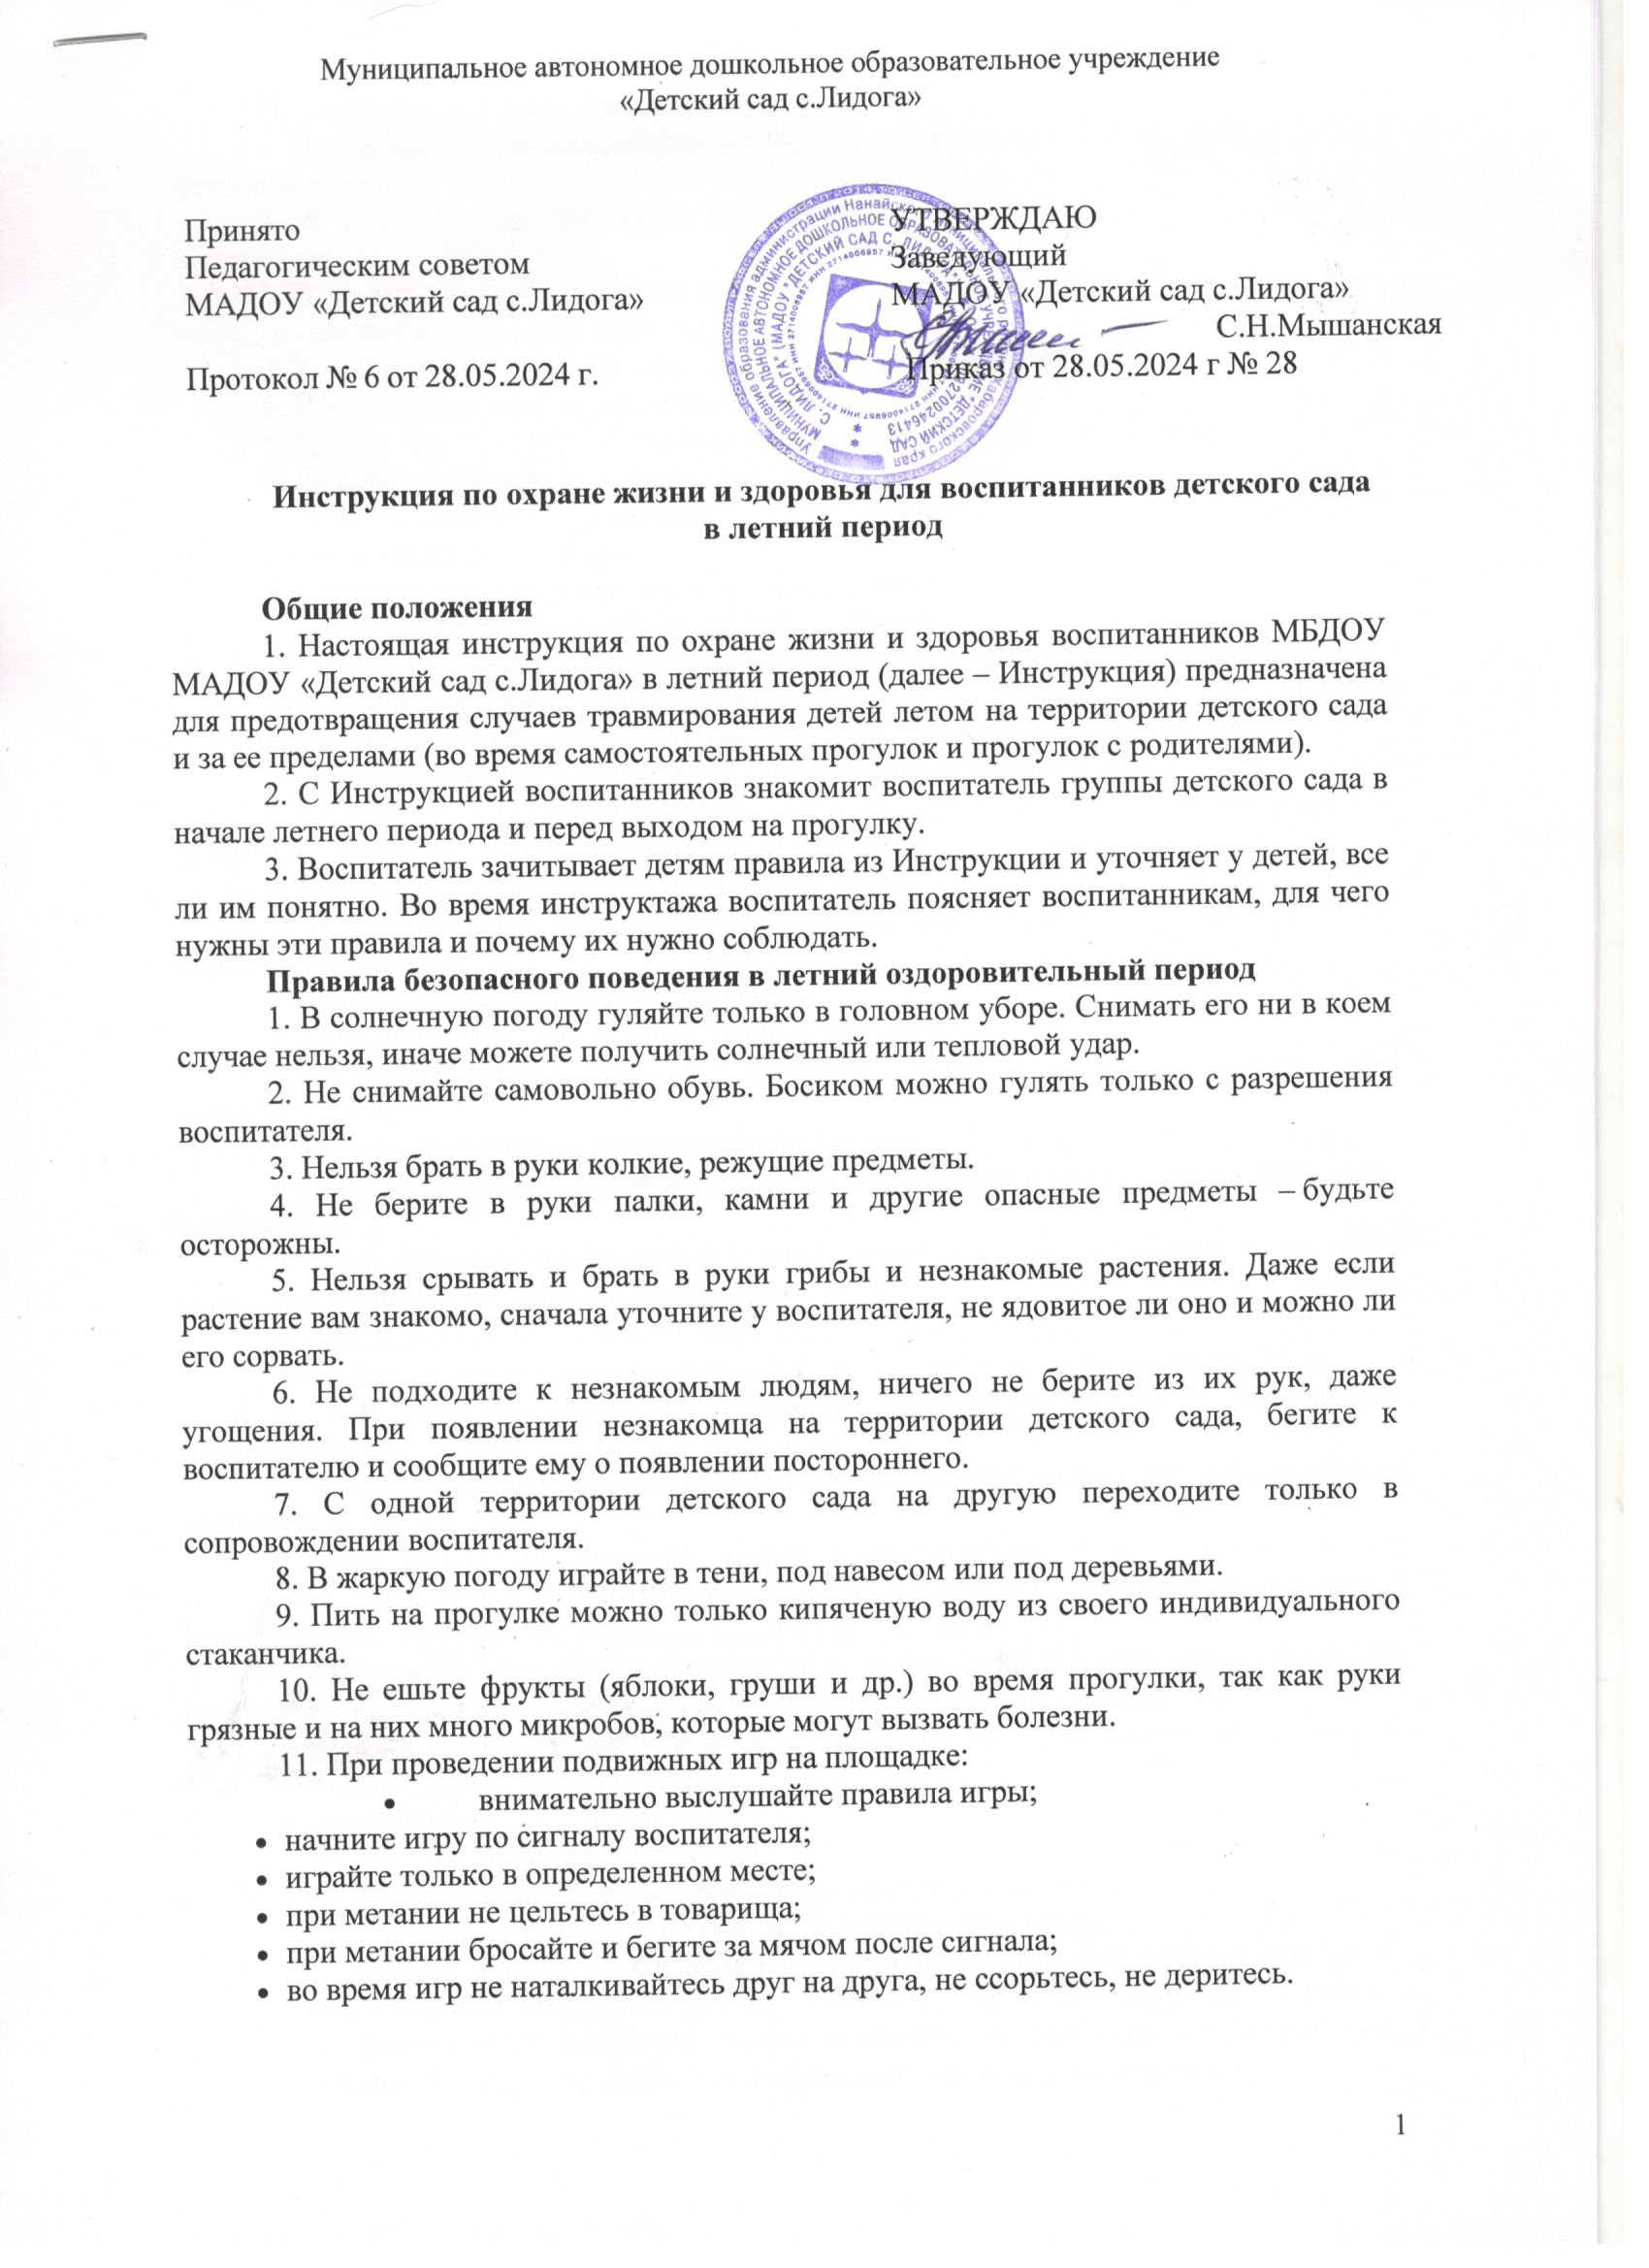 Муниципальное автономное дошкольное образовательное учреждение
«Детский сад с.Лидога»
Принято
Педагогическим советом
МАДОУ «Детский сад с.Лидога»
Протокол № 6 от 28.05.2024 г.
УТВЕРЖДАЮ
Заведующий
МАДОУ «Детский сад с.Лидога»
С.Н.Мышанская
Приказ от 28.05.2024 г № 28
Инструкция по охране жизни и здоровья для воспитанников детского сада
в летний период
Общие положения
1. Настоящая инструкция по охране жизни и здоровья воспитанников МБДОУ
МАДОУ «Детский сад с.Лидога» в летний период (далее – Инструкция) предназначена
для предотвращения случаев травмирования детей летом на территории детского сада
и за ее пределами (во время самостоятельных прогулок и прогулок с родителями).
2. С Инструкцией воспитанников знакомит воспитатель группы детского сада в
начале летнего периода и перед выходом на прогулку.
3. Воспитатель зачитывает детям правила из Инструкции и уточняет у детей, все
ли им понятно. Во время инструктажа воспитатель поясняет воспитанникам, для чего
нужны эти правила и почему их нужно соблюдать.
Правила безопасного поведения в летний оздоровительный период
1. В солнечную погоду гуляйте только в головном уборе. Снимать его ни в коем
случае нельзя, иначе можете получить солнечный или тепловой удар.
2. Не снимайте самовольно обувь. Босиком можно гулять только с разрешения
воспитателя.
3. Нельзя брать в руки колкие, режущие предметы.
4. Не берите в руки палки, камни и другие опасные предметы – будьте
осторожны.
5. Нельзя срывать и брать в руки грибы и незнакомые растения. Даже если
растение вам знакомо, сначала уточните у воспитателя, не ядовитое ли оно и можно ли
его сорвать.
6. Не подходите к незнакомым людям, ничего не берите из их рук, даже
угощения. При появлении незнакомца на территории детского сада, бегите к
воспитателю и сообщите ему о появлении постороннего.
7. С одной территории детского сада на другую переходите только в
сопровождении воспитателя.
8. В жаркую погоду играйте в тени, под навесом или под деревьями.
9. Пить на прогулке можно только кипяченую воду из своего индивидуального
стаканчика.
10. Не ешьте фрукты (яблоки, груши и др.) во время прогулки, так как руки
грязные и на них много микробов, которые могут вызвать болезни.
11. При проведении подвижных игр на площадке:
• внимательно выслушайте правила игры;
• начните игру по сигналу воспитателя;
• играйте только в определенном месте;
• при метании не цельтесь в товарища;
• при метании бросайте и бегите за мячом после сигнала;
• во время игр не наталкивайтесь друг на друга, не ссорьтесь, не деритесь.
1